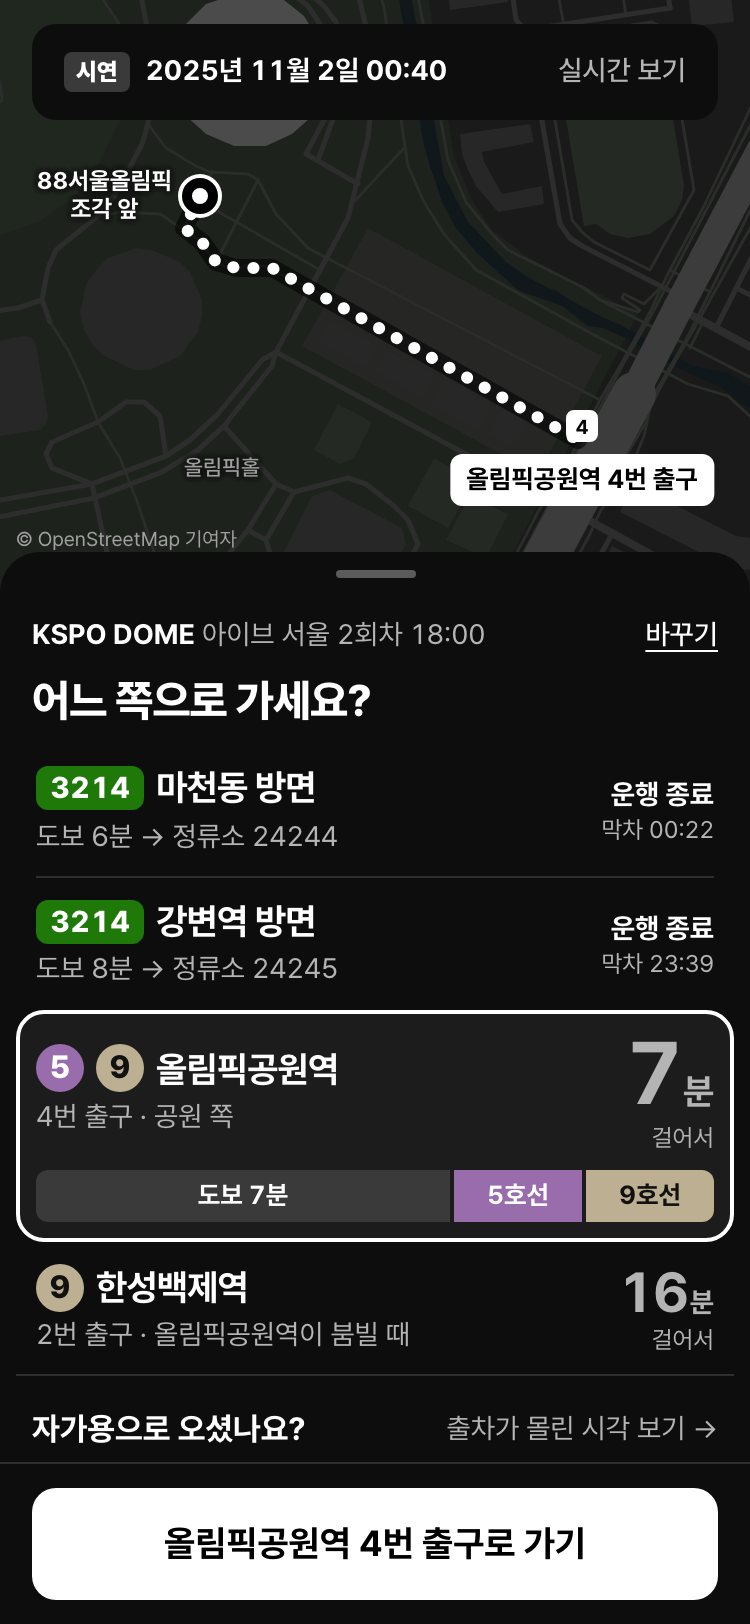 시연 2025년 11월 2일 00:40 실시간 보기
88서울올림픽
조각 앞
4
올림픽공원역 4번 출구
올림픽홀
© OpenStreetMap 기여자
KSPO DOME 아이브 서울 2회차 18:00 바꾸기
어느 쪽으로 가세요?
3214 마천동 방면 운행 종료
도보 6분 → 정류소 24244 막차 00:22
3214 강변역 방면 운행 종료
도보 8분 → 정류소 24245 막차 23:39
5 9 올림픽공원역 7분
4번 출구 · 공원 쪽 걸어서
도보 7분 5호선 9호선
9 한성백제역 16분
2번 출구 · 올림픽공원역이 붐빌 때 걸어서
자가용으로 오셨나요? 출차가 몰린 시각 보기 →
올림픽공원역 4번 출구로 가기